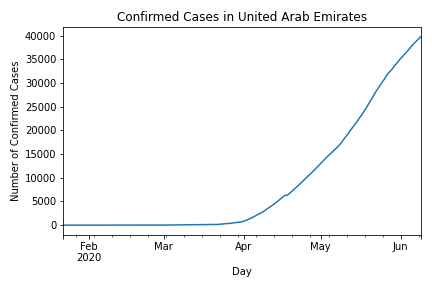 Confirmed Cases in United Arab Emirates
Number of Confirmed Cases
40000
35000
30000
25000
20000
15000
10000
5000
0
Feb Mar Apr May Jun
2020
Day